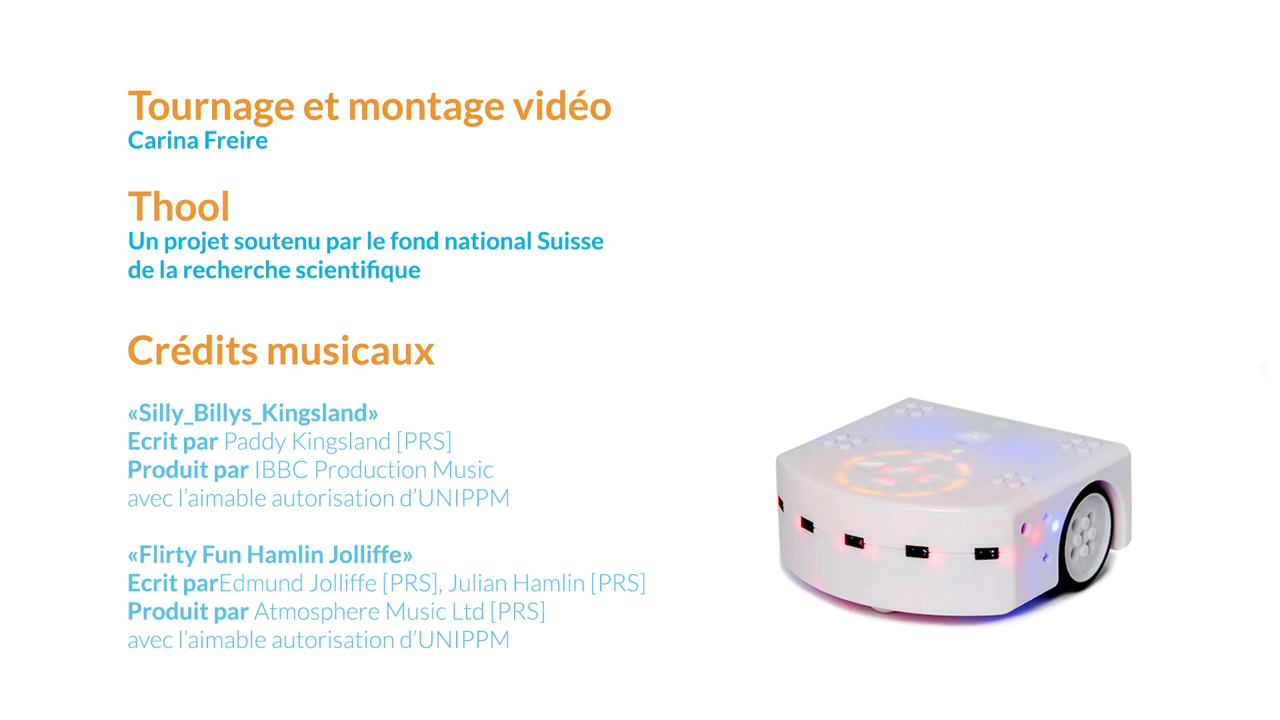 Tournage et montage vidéo
Carina Freire
Thool
Un projet soutenu par le fond national Suisse
de la recherche scientifique
Crédits musicaux
«Silly_Billys_Kingsland»
Ecrit par Paddy Kingsland [PRS]
Produit par IBBC Production Music
avec l'aimable autorisation d'UNIPPM
«Flirty Fun Hamlin Jolliffe»
Ecrit parEdmund Jolliffe [PRS], Julian Hamlin [PRS]
Produit par Atmosphere Music Ltd [PRS]
avec l'aimable autorisation d'UNIPPM